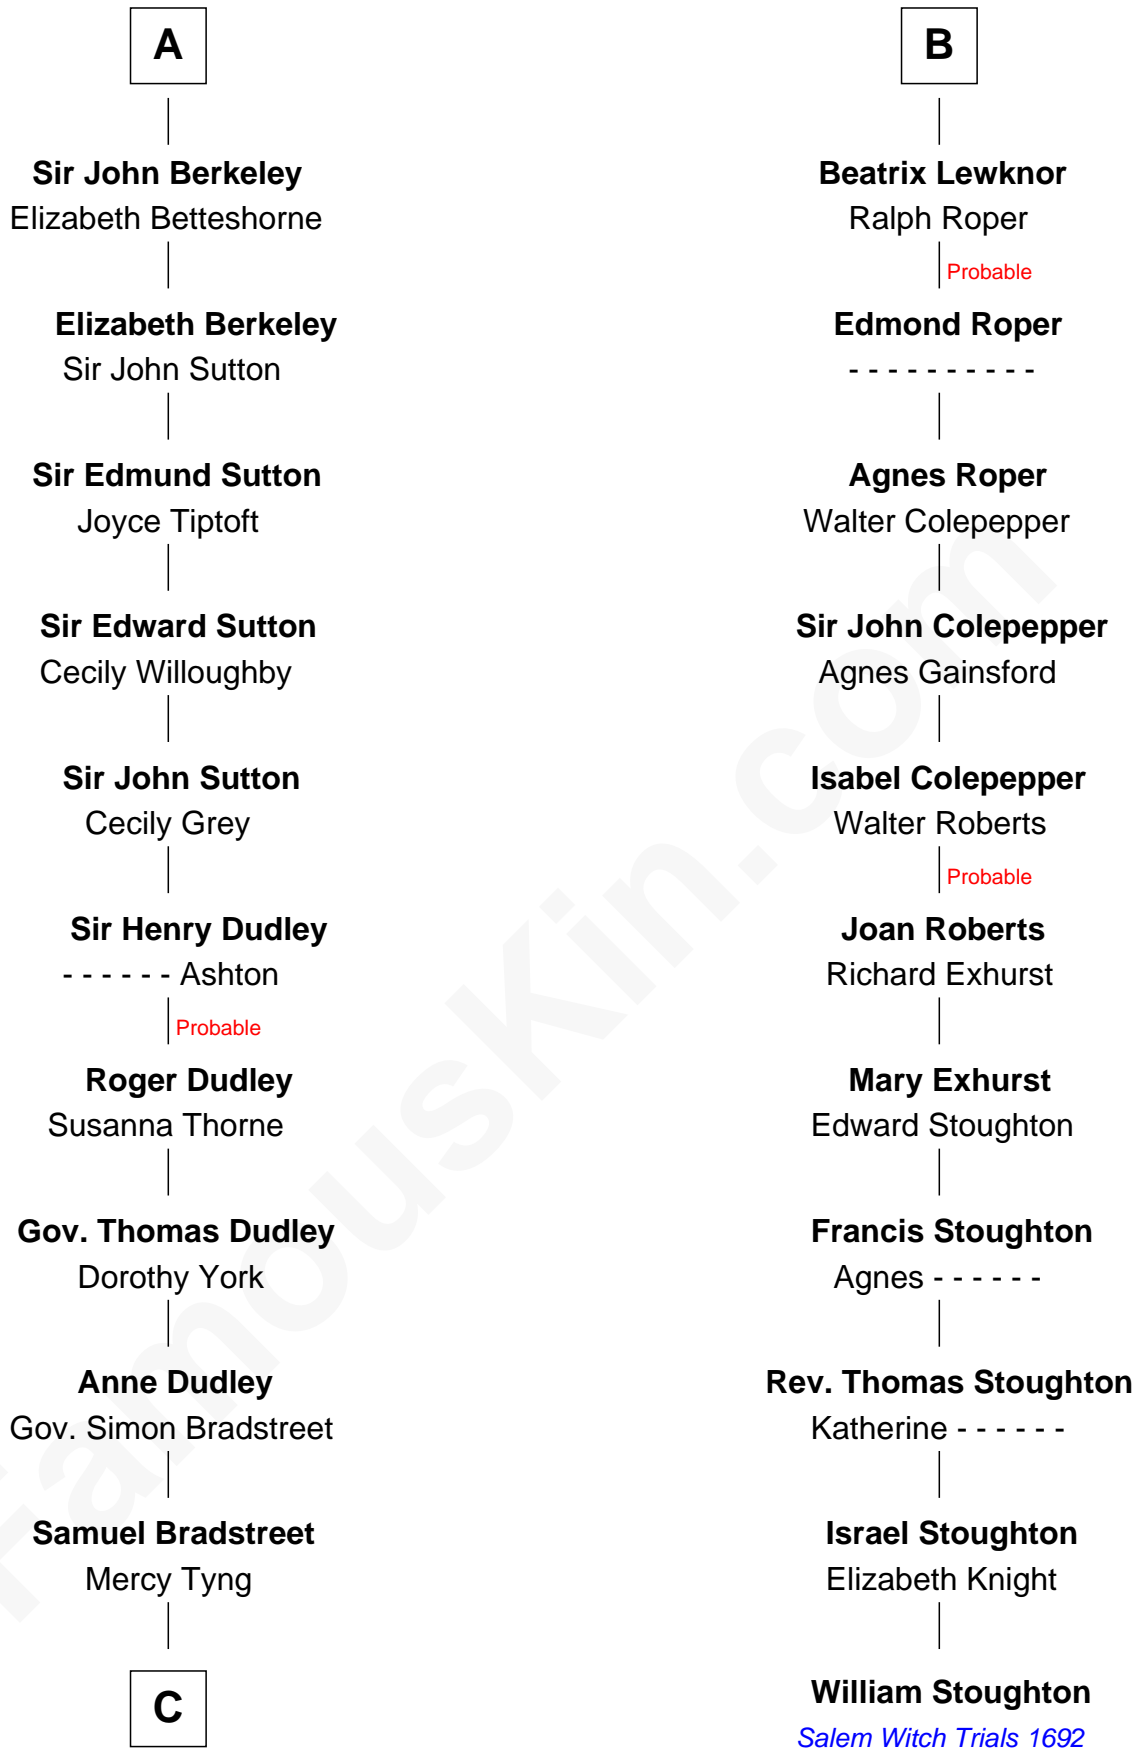 A
Sir John Berkeley
Elizabeth Betteshorne
Elizabeth Berkeley
Sir John Sutton
Sir Edmund Sutton
Joyce Tiptoft
Sir Edward Sutton
Cecily Willoughby
Sir John Sutton
Cecily Grey
Sir Henry Dudley
- - - - - - Ashton
Probable
Roger Dudley
Susanna Thorne
Gov. Thomas Dudley
Dorothy York
Anne Dudley
Gov. Simon Bradstreet
Samuel Bradstreet
Mercy Tyng
C
B
Beatrix Lewknor
Ralph Roper
Probable
Edmond Roper
- - - - - - - - - -
Agnes Roper
Walter Colepepper
Sir John Colepepper
Agnes Gainsford
Isabel Colepepper
Walter Roberts
Probable
Joan Roberts
Richard Exhurst
Mary Exhurst
Edward Stoughton
Francis Stoughton
Agnes - - - - - -
Rev. Thomas Stoughton
Katherine - - - - - -
Israel Stoughton
Elizabeth Knight
William Stoughton
Salem Witch Trials 1692
FamousKin.com